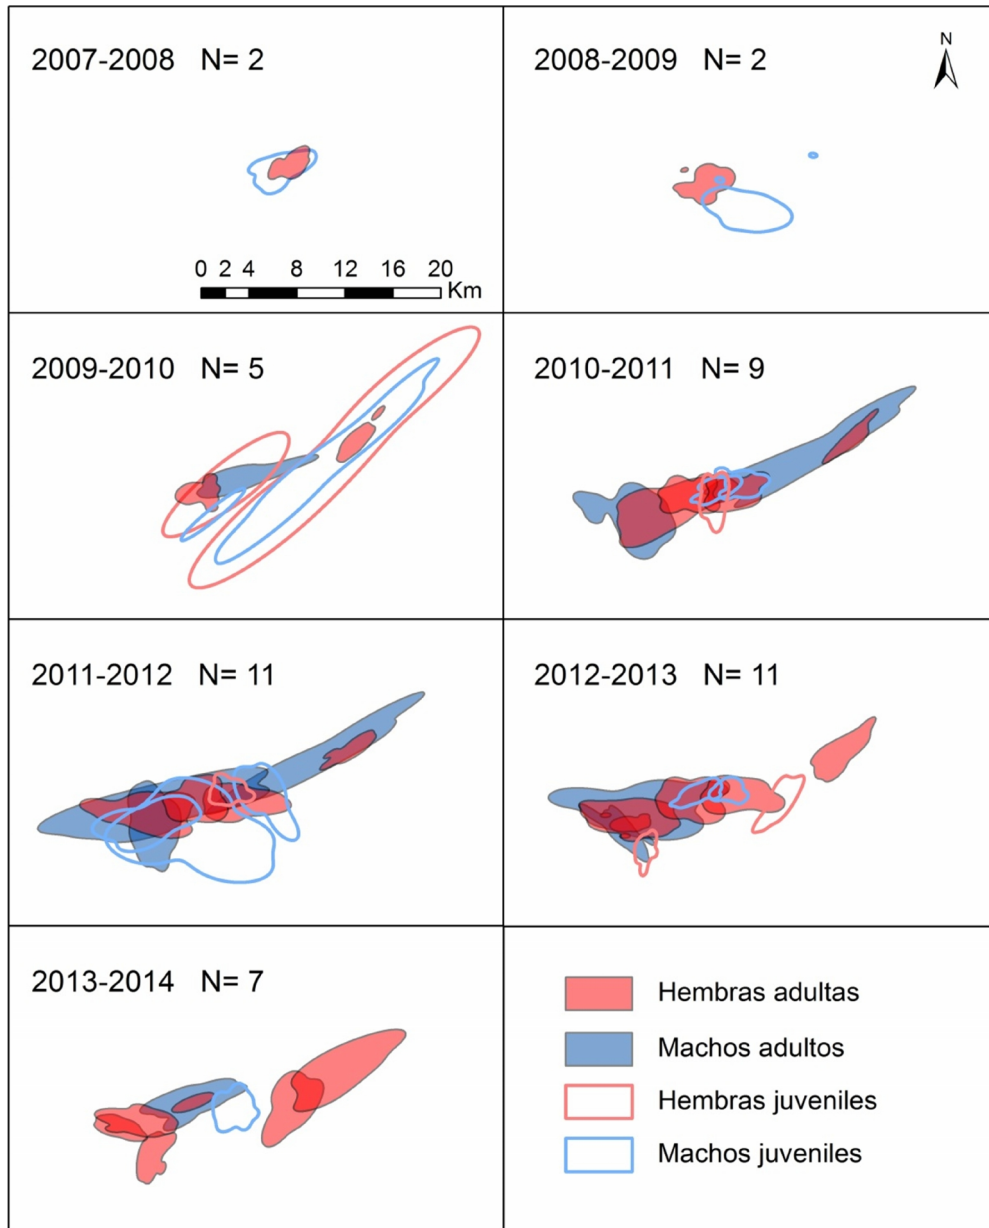 2007-2008 N= 2
2008-2009 N= 2
N
0 2 4 8 12 16 20
Km
2009-2010 N= 5
2010-2011 N= 9
2011-2012 N= 11
2012-2013 N= 11
2013-2014 N= 7
Hembras adultas
Machos adultos
Hembras juveniles
Machos juveniles